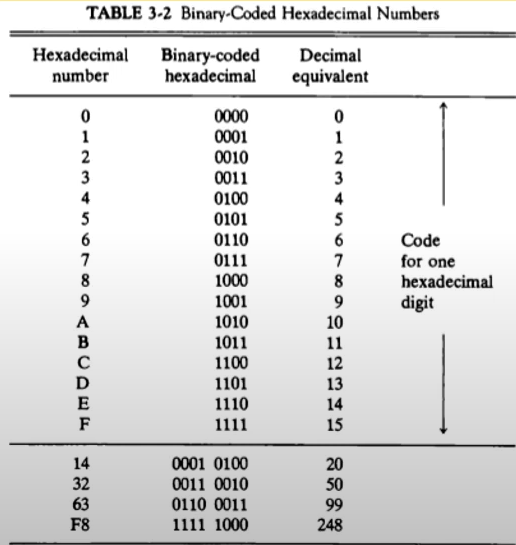 TABLE 3-2 Binary-Coded Hexadecimal Numbers
Hexadecimal Binary-coded Decimal
number hexadecimal equivalent
0 0000 0
1 0001 1
2 0010 2
3 0011 3
4 0100 4
5 0101 5
6 0110 6 Code
7 0111 7 for one
8 1000 8 hexadecimal
9 1001 9 digit
A 1010 10
B 1011 11
C 1100 12
D 1101 13
E 1110 14
F 1111 15
14 0001 0100 20
32 0011 0010 50
63 0110 0011 99
F8 1111 1000 248